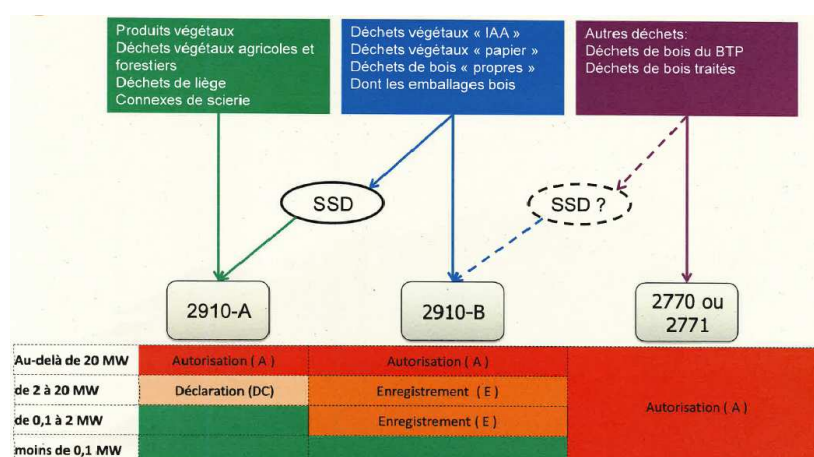 Produits végétaux
Déchets végétaux agricoles et
forestiers
Déchets de liège
Connexes de scierie
Déchets végétaux « IAA »
Déchets végétaux « papier »
Déchets de bois « propres »
Dont les emballages bois
Autres déchets:
Déchets de bois du BTP
Déchets de bois traités
SSD
SSD ?
2910-A
2910-B
2770 ou
2771
Au-delà de 20 MW
Autorisation ( A )
Autorisation ( A )
de 2 à 20 MW
Déclaration (DC)
Enregistrement ( E )
Autorisation ( A )
de 0,1 à 2 MW
Enregistrement ( E )
moins de 0,1 MW